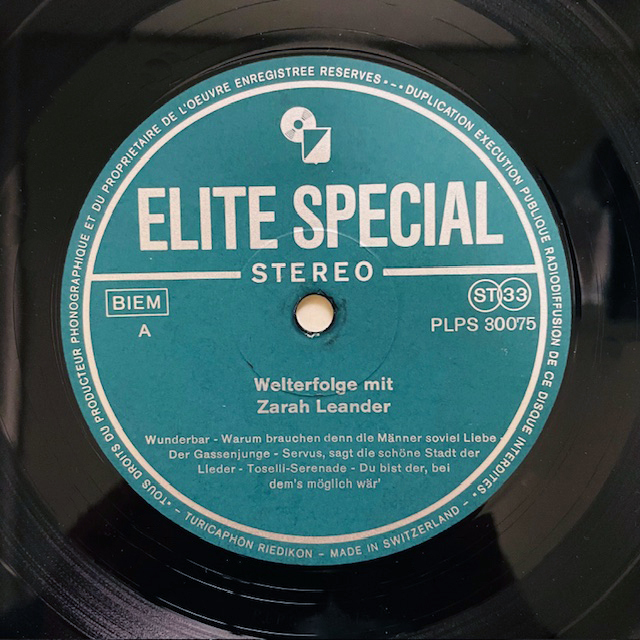 TOUS DROITS DU PRODUCTEUR PHONOGRAPHIQUE ET DU PROPRIETAIRE DE L'OEUVRE ENREGISTREE RESERVES • – • DUPLICATION EXECUTION PUBLIQUE RADIODIFFUSION DE CE DISQUE INTERDITES •
ELITE SPECIAL
STEREO
BIEM
ST 33
A
PLPS 30075
Welterfolge mit
Zarah Leander
Wunderbar - Warum brauchen denn die Männer soviel Liebe -
Der Gassenjunge - Servus, sagt die schöne Stadt der
Lieder - Toselli-Serenade - Du bist der, bei
dem's möglich wär'
TURICAPHON RIEDIKON – MADE IN SWITZERLAND –